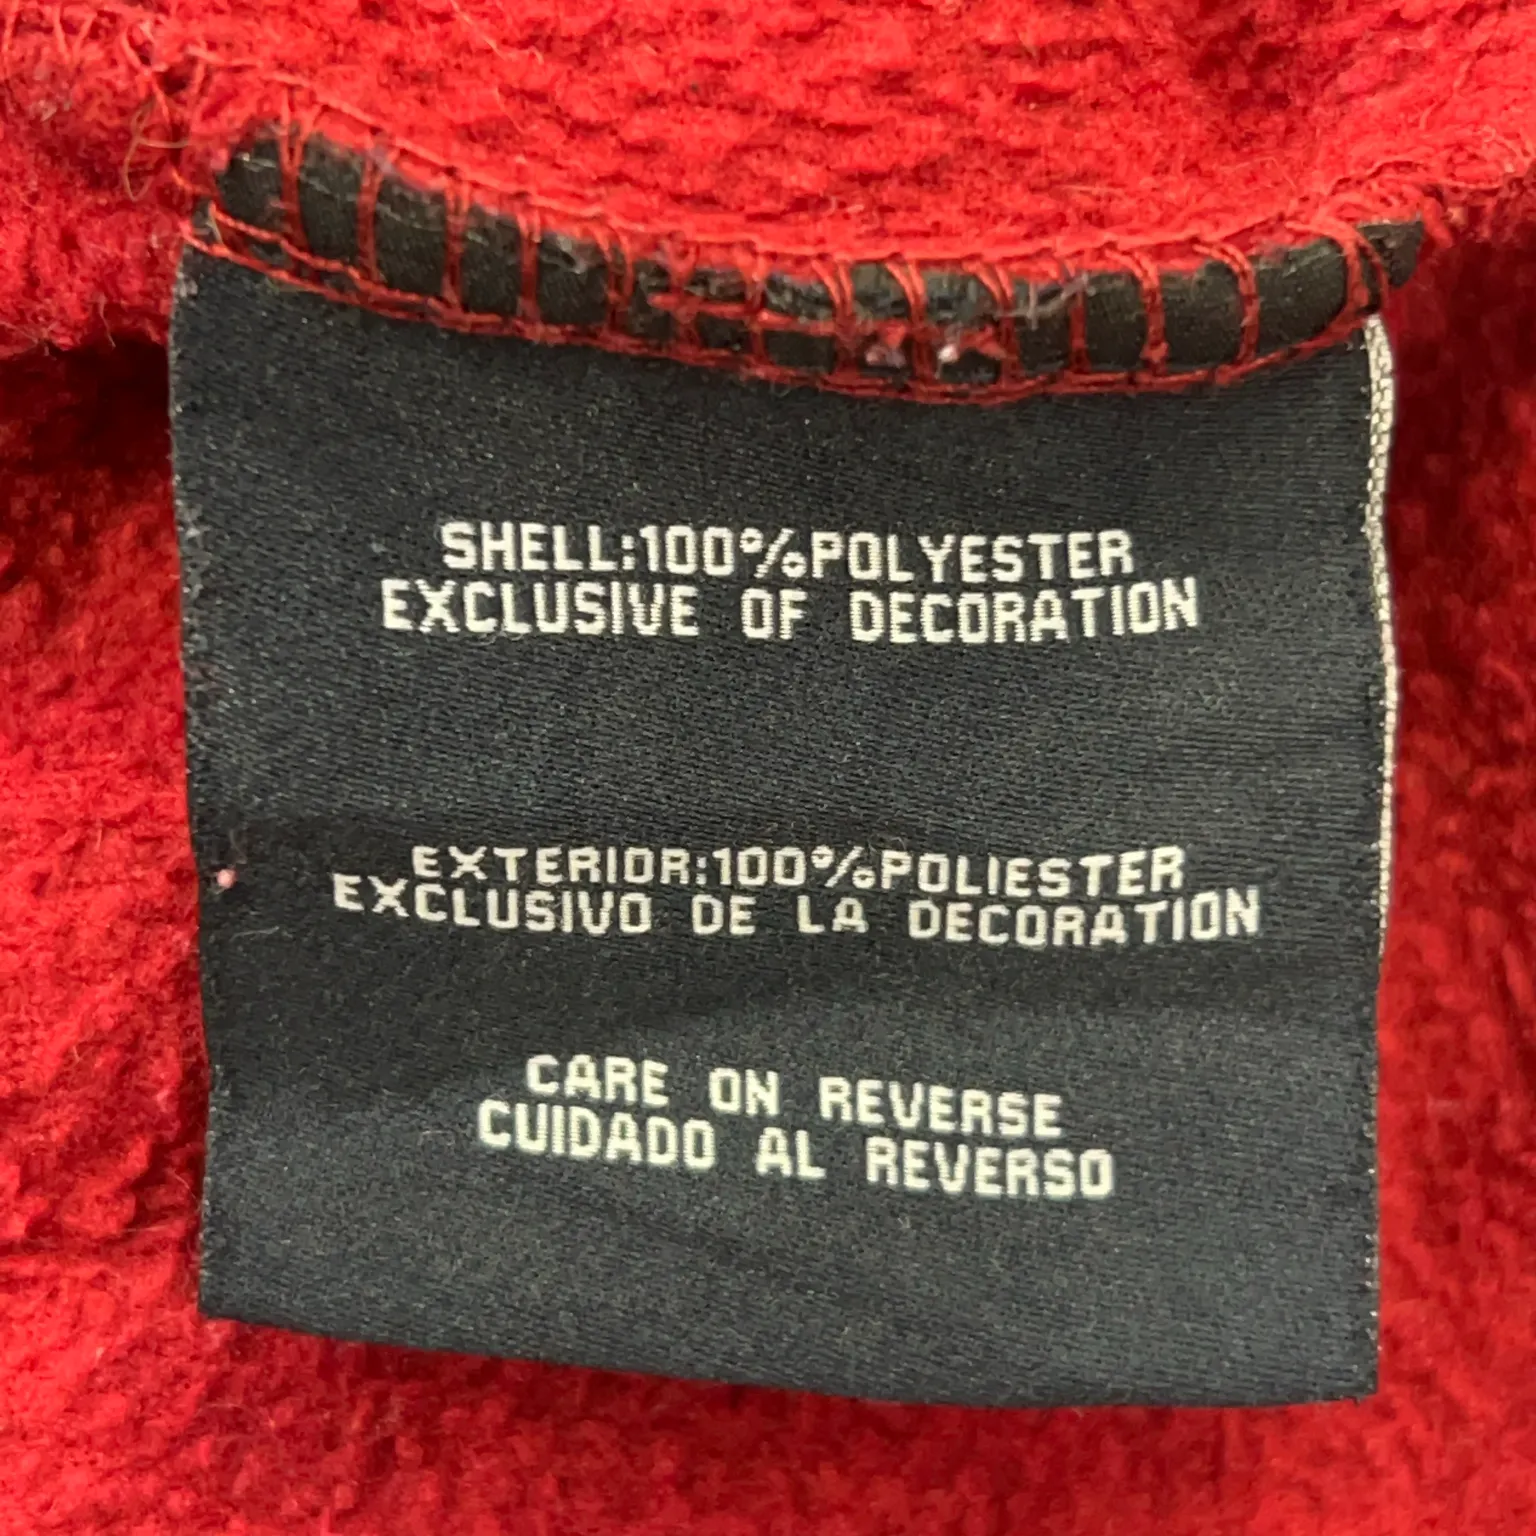 SHELL:100%POLYESTER
EXCLUSIVE OF DECORATION
EXTERIOR:100%POLIESTER
EXCLUSIVO DE LA DECORATION
CARE ON REVERSE
CUIDADO AL REVERSO